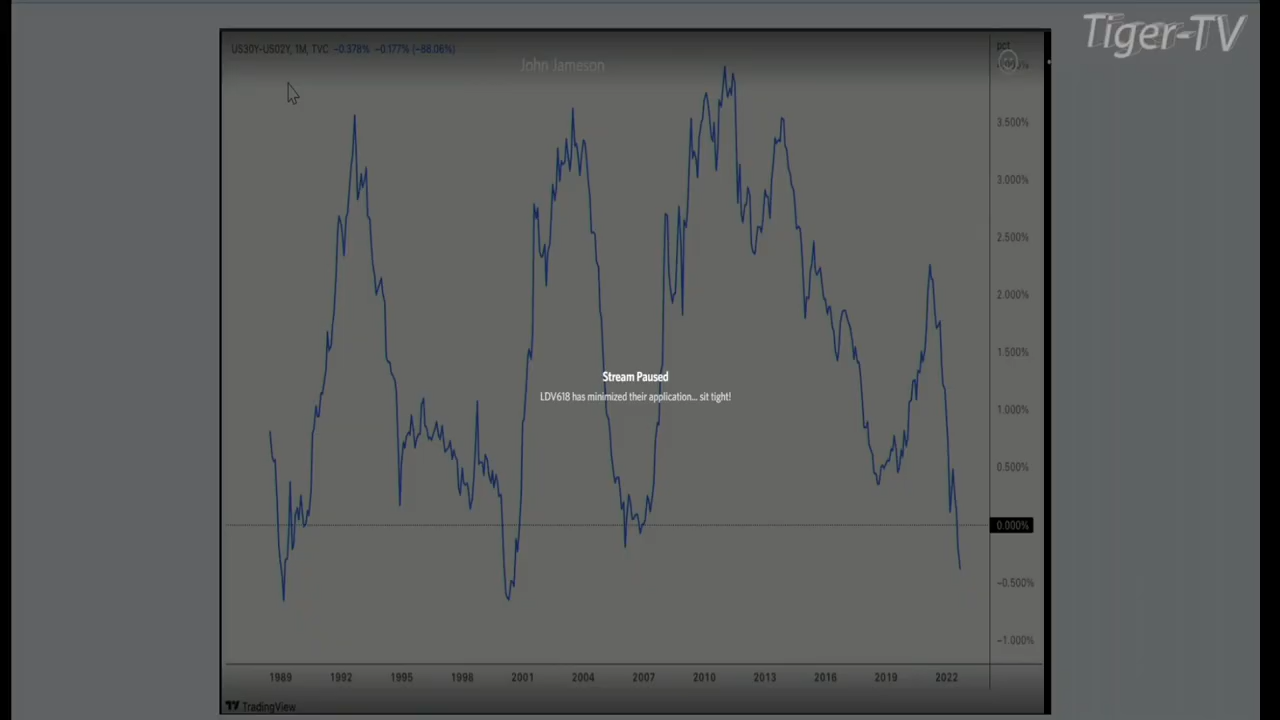 Tiger-TV
US30Y-US02Y, 1M, TVC −0.378% −0.177% (−88.06%)
pct
John Jameson
3.500%
3.000%
2.500%
2.000%
1.500%
Stream Paused
LDV618 has minimized their application... sit tight!
1.000%
0.500%
0.000%
−0.500%
−1.000%
1989 1992 1995 1998 2001 2004 2007 2010 2013 2016 2019 2022
TradingView